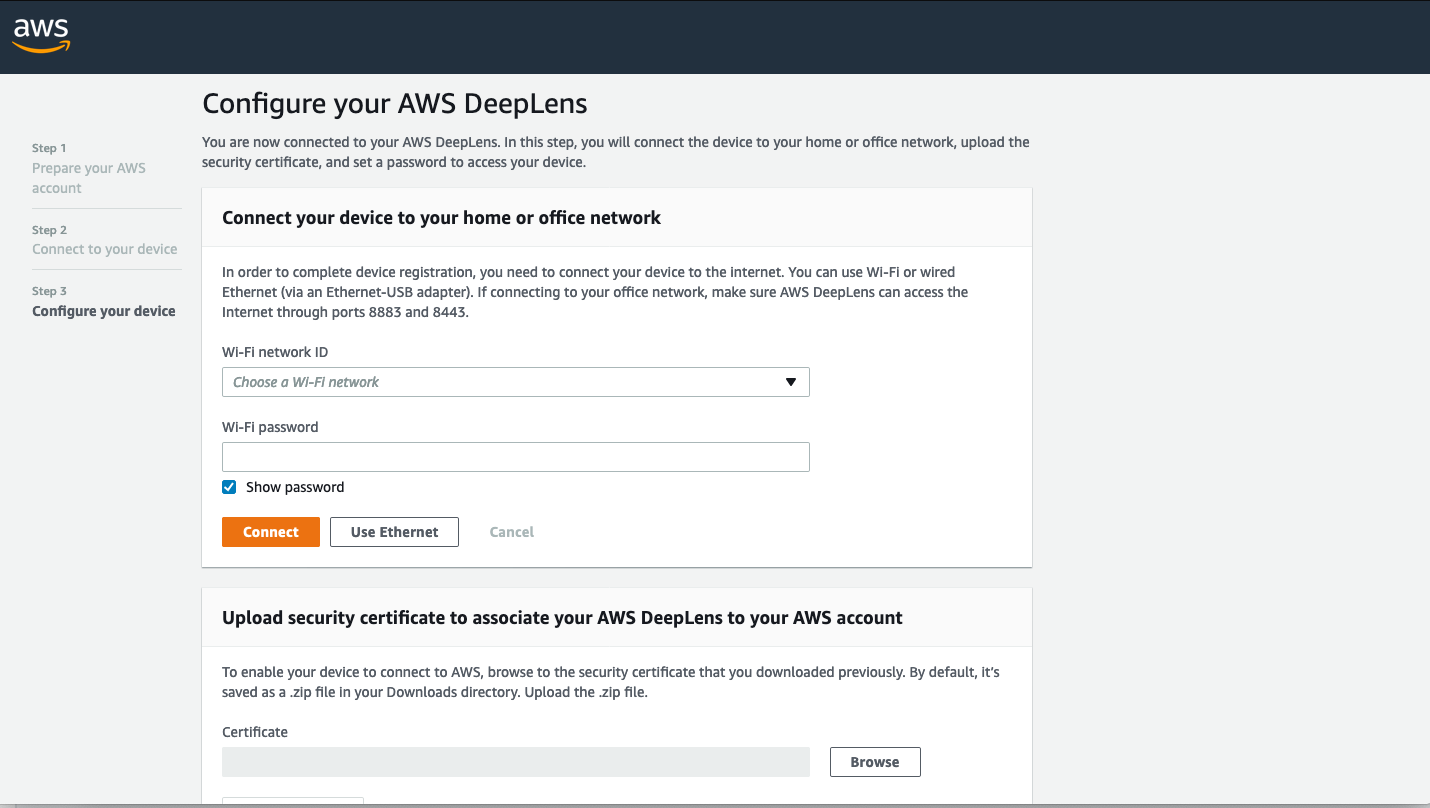 aws
Configure your AWS DeepLens
You are now connected to your AWS DeepLens. In this step, you will connect the device to your home or office network, upload the
security certificate, and set a password to access your device.
Step 1
Prepare your AWS
account
Step 2
Connect to your device
Step 3
Configure your device
Connect your device to your home or office network
In order to complete device registration, you need to connect your device to the internet. You can use Wi-Fi or wired
Ethernet (via an Ethernet-USB adapter). If connecting to your office network, make sure AWS DeepLens can access the
Internet through ports 8883 and 8443.
Wi-Fi network ID
Choose a Wi-Fi network
Wi-Fi password
Show password
Connect Use Ethernet Cancel
Upload security certificate to associate your AWS DeepLens to your AWS account
To enable your device to connect to AWS, browse to the security certificate that you downloaded previously. By default, it’s
saved as a .zip file in your Downloads directory. Upload the .zip file.
Certificate
Browse